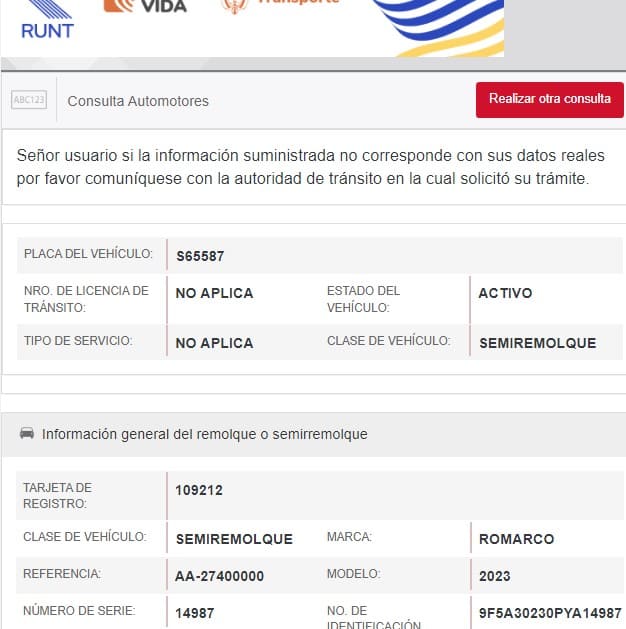 RUNT
VIDA
Transporte
ABC123
Consulta Automotores
Realizar otra consulta
Señor usuario si la información suministrada no corresponde con sus datos reales
por favor comuníquese con la autoridad de tránsito en la cual solicitó su trámite.
PLACA DEL VEHÍCULO: S65587
NRO. DE LICENCIA DE TRÁNSITO: NO APLICA ESTADO DEL VEHÍCULO: ACTIVO
TIPO DE SERVICIO: NO APLICA CLASE DE VEHÍCULO: SEMIREMOLQUE
Información general del remolque o semirremolque
TARJETA DE REGISTRO: 109212
CLASE DE VEHÍCULO: SEMIREMOLQUE MARCA: ROMARCO
REFERENCIA: AA-27400000 MODELO: 2023
NÚMERO DE SERIE: 14987 NO. DE IDENTIFICACIÓN 9F5A30230PYA14987